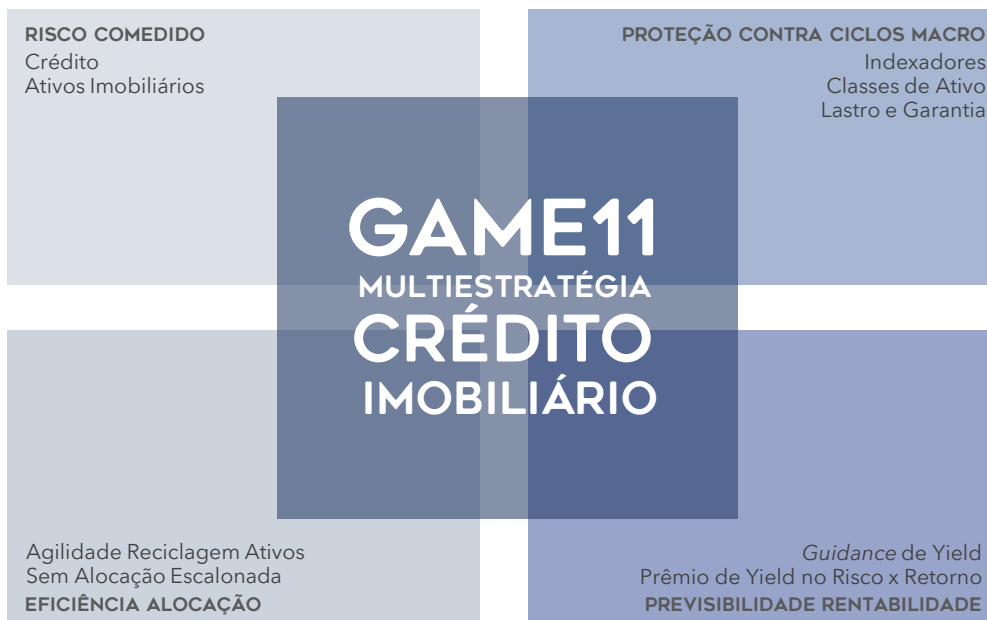 RISCO COMEDIDO
Crédito
Ativos Imobiliários
PROTEÇÃO CONTRA CICLOS MACRO
Indexadores
Classes de Ativo
Lastro e Garantia
GAME11
MULTIESTRATÉGIA
CRÉDITO
IMOBILIÁRIO
Agilidade Reciclagem Ativos
Sem Alocação Escalonada
EFICIÊNCIA ALOCAÇÃO
Guidance de Yield
Prêmio de Yield no Risco x Retorno
PREVISIBILIDADE RENTABILIDADE